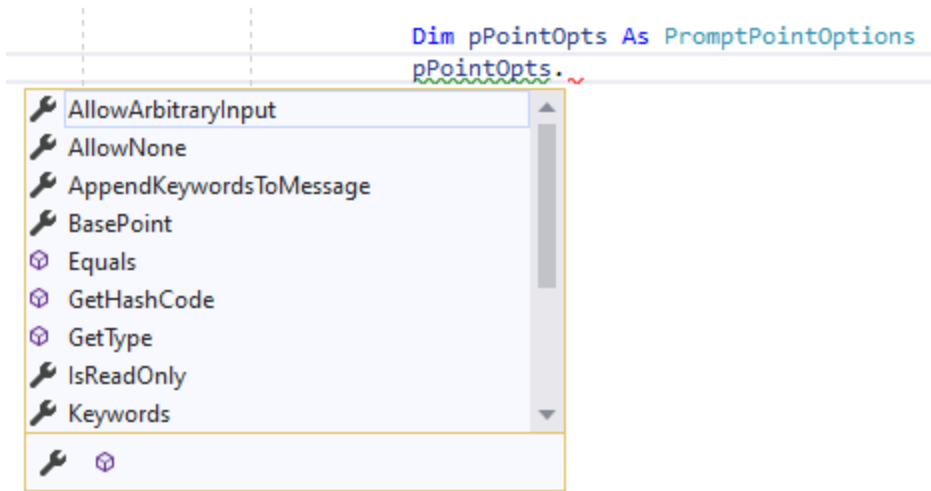 Dim pPointOpts As PromptPointOptions
pPointOpts.
AllowArbitraryInput
AllowNone
AppendKeywordsToMessage
BasePoint
Equals
GetHashCode
GetType
IsReadOnly
Keywords